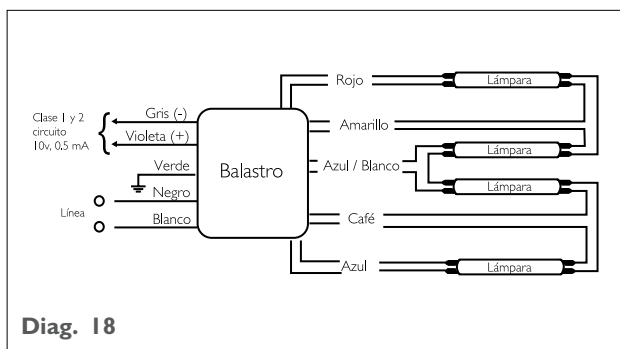 Rojo
Lámpara
Clase 1 y 2
circuito
10v, 0,5 mA
Gris (-)
Violeta (+)
Amarillo
Lámpara
Verde
Balastro
Azul / Blanco
Negro
Lámpara
Línea
Blanco
Café
Azul
Lámpara
Diag. 18